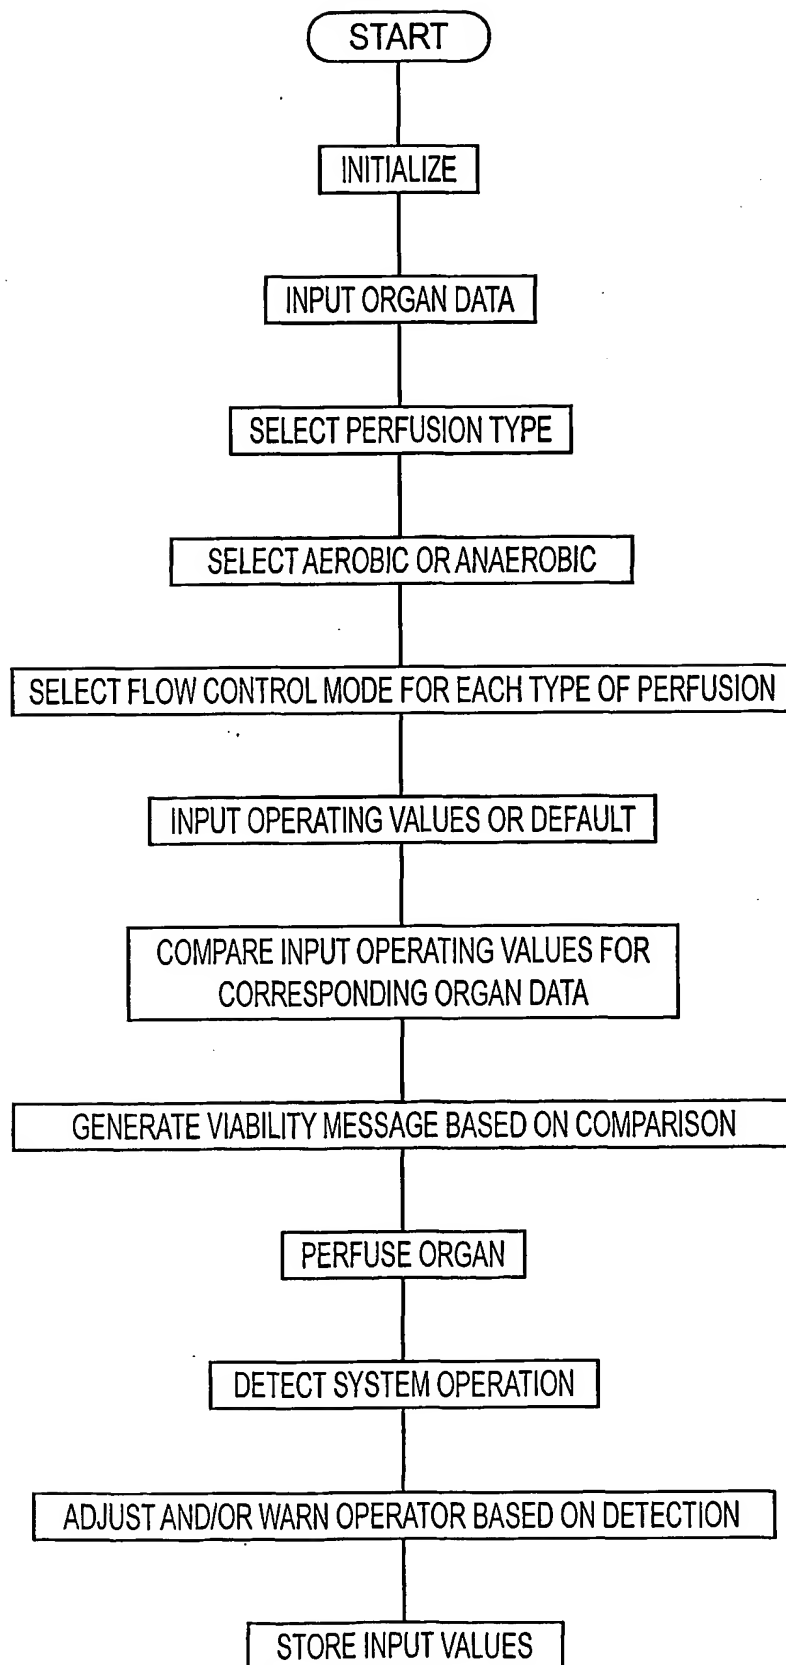 START
INITIALIZE
INPUT ORGAN DATA
SELECT PERFUSION TYPE
SELECT AEROBIC OR ANAEROBIC
SELECT FLOW CONTROL MODE FOR EACH TYPE OF PERFUSION
INPUT OPERATING VALUES OR DEFAULT
COMPARE INPUT OPERATING VALUES FOR
CORRESPONDING ORGAN DATA
GENERATE VIABILITY MESSAGE BASED ON COMPARISON
PERFUSE ORGAN
DETECT SYSTEM OPERATION
ADJUST AND/OR WARN OPERATOR BASED ON DETECTION
STORE INPUT VALUES